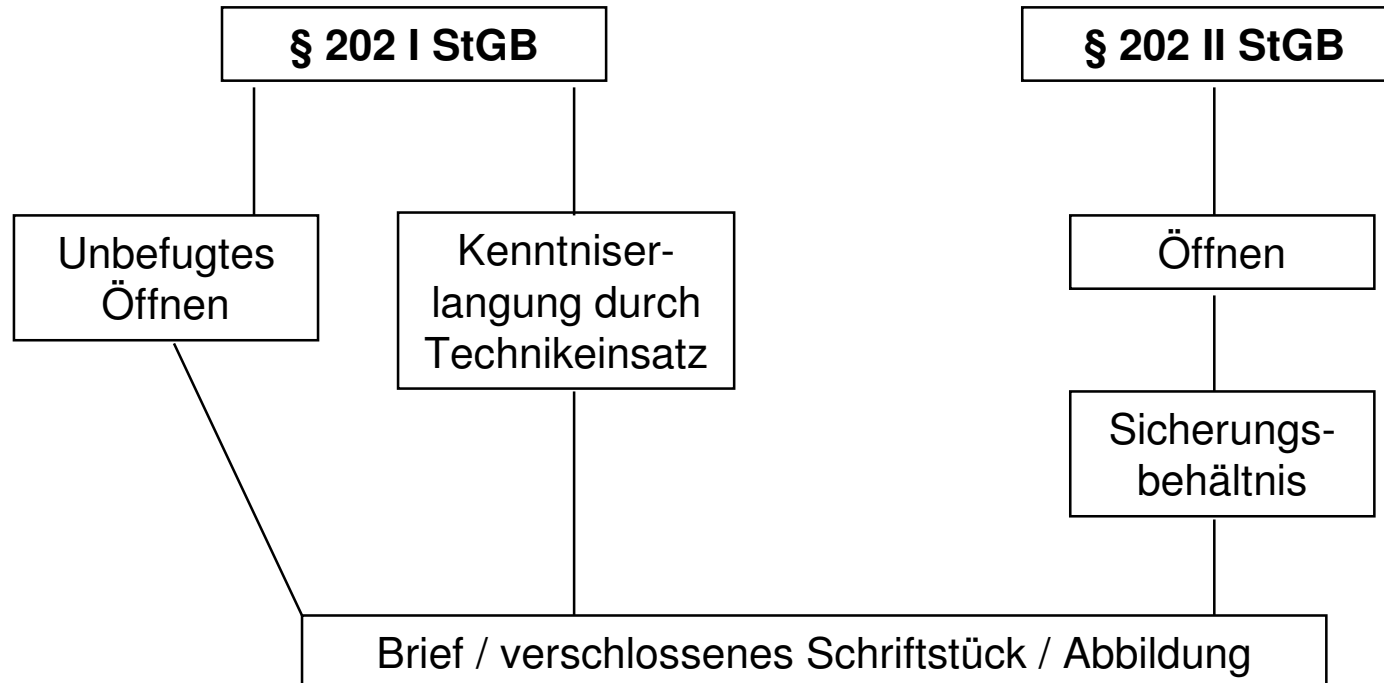 § 202 I StGB
§ 202 II StGB
Unbefugtes
Öffnen
Kenntniser-
langung durch
Technikeinsatz
Öffnen
Sicherungs-
behältnis
Brief / verschlossenes Schriftstück / Abbildung